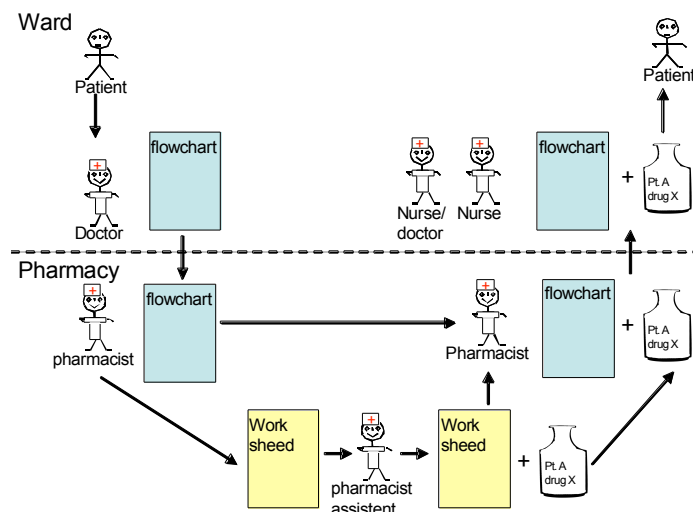 Ward
Patient
Patient
flowchart
flowchart
+
Pt. A
drug X
Doctor
Nurse/
doctor
Nurse
Pharmacy
flowchart
flowchart
+
Pt. A
drug X
pharmacist
Pharmacist
Work
sheed
Work
sheed
+
Pt. A
drug X
pharmacist
assistent